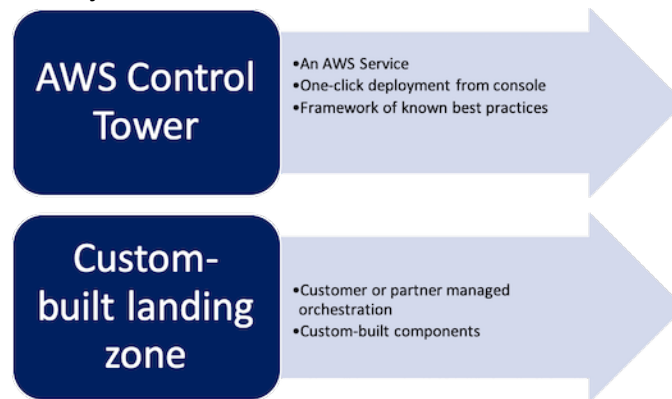 AWS Control
Tower
•An AWS Service
•One-click deployment from console
•Framework of known best practices
Custom-
built landing
zone
•Customer or partner managed
orchestration
•Custom-built components